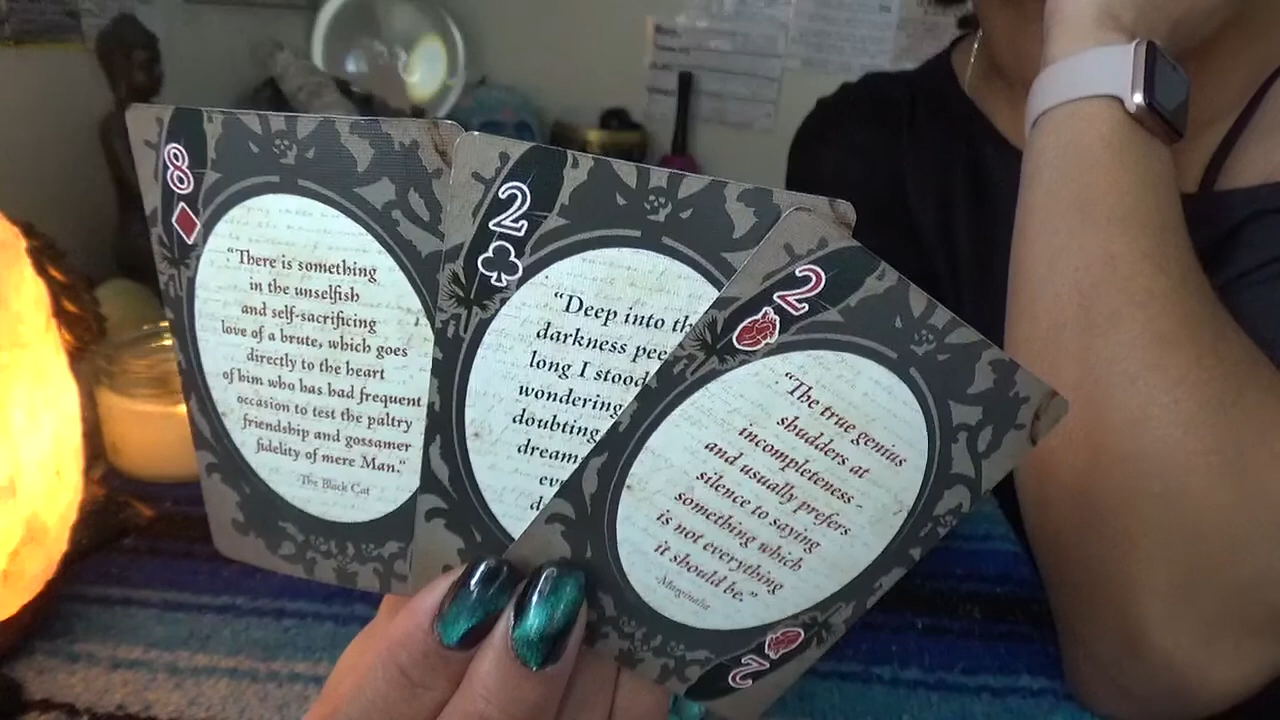 8
"There is something
in the unselfish
and self-sacrificing
love of a brute, which goes
directly to the heart
of him who has had frequent
occasion to test the paltry
friendship and gossamer
fidelity of mere Man."
-The Black Cat
2
"Deep into th
darkness pee
long I stood
wondering
doubting,
dream
ev
d
2
"The true genius
shudders at
incompleteness -
and usually prefers
silence to saying
something which
is not everything
it should be."
-Marginalia
2